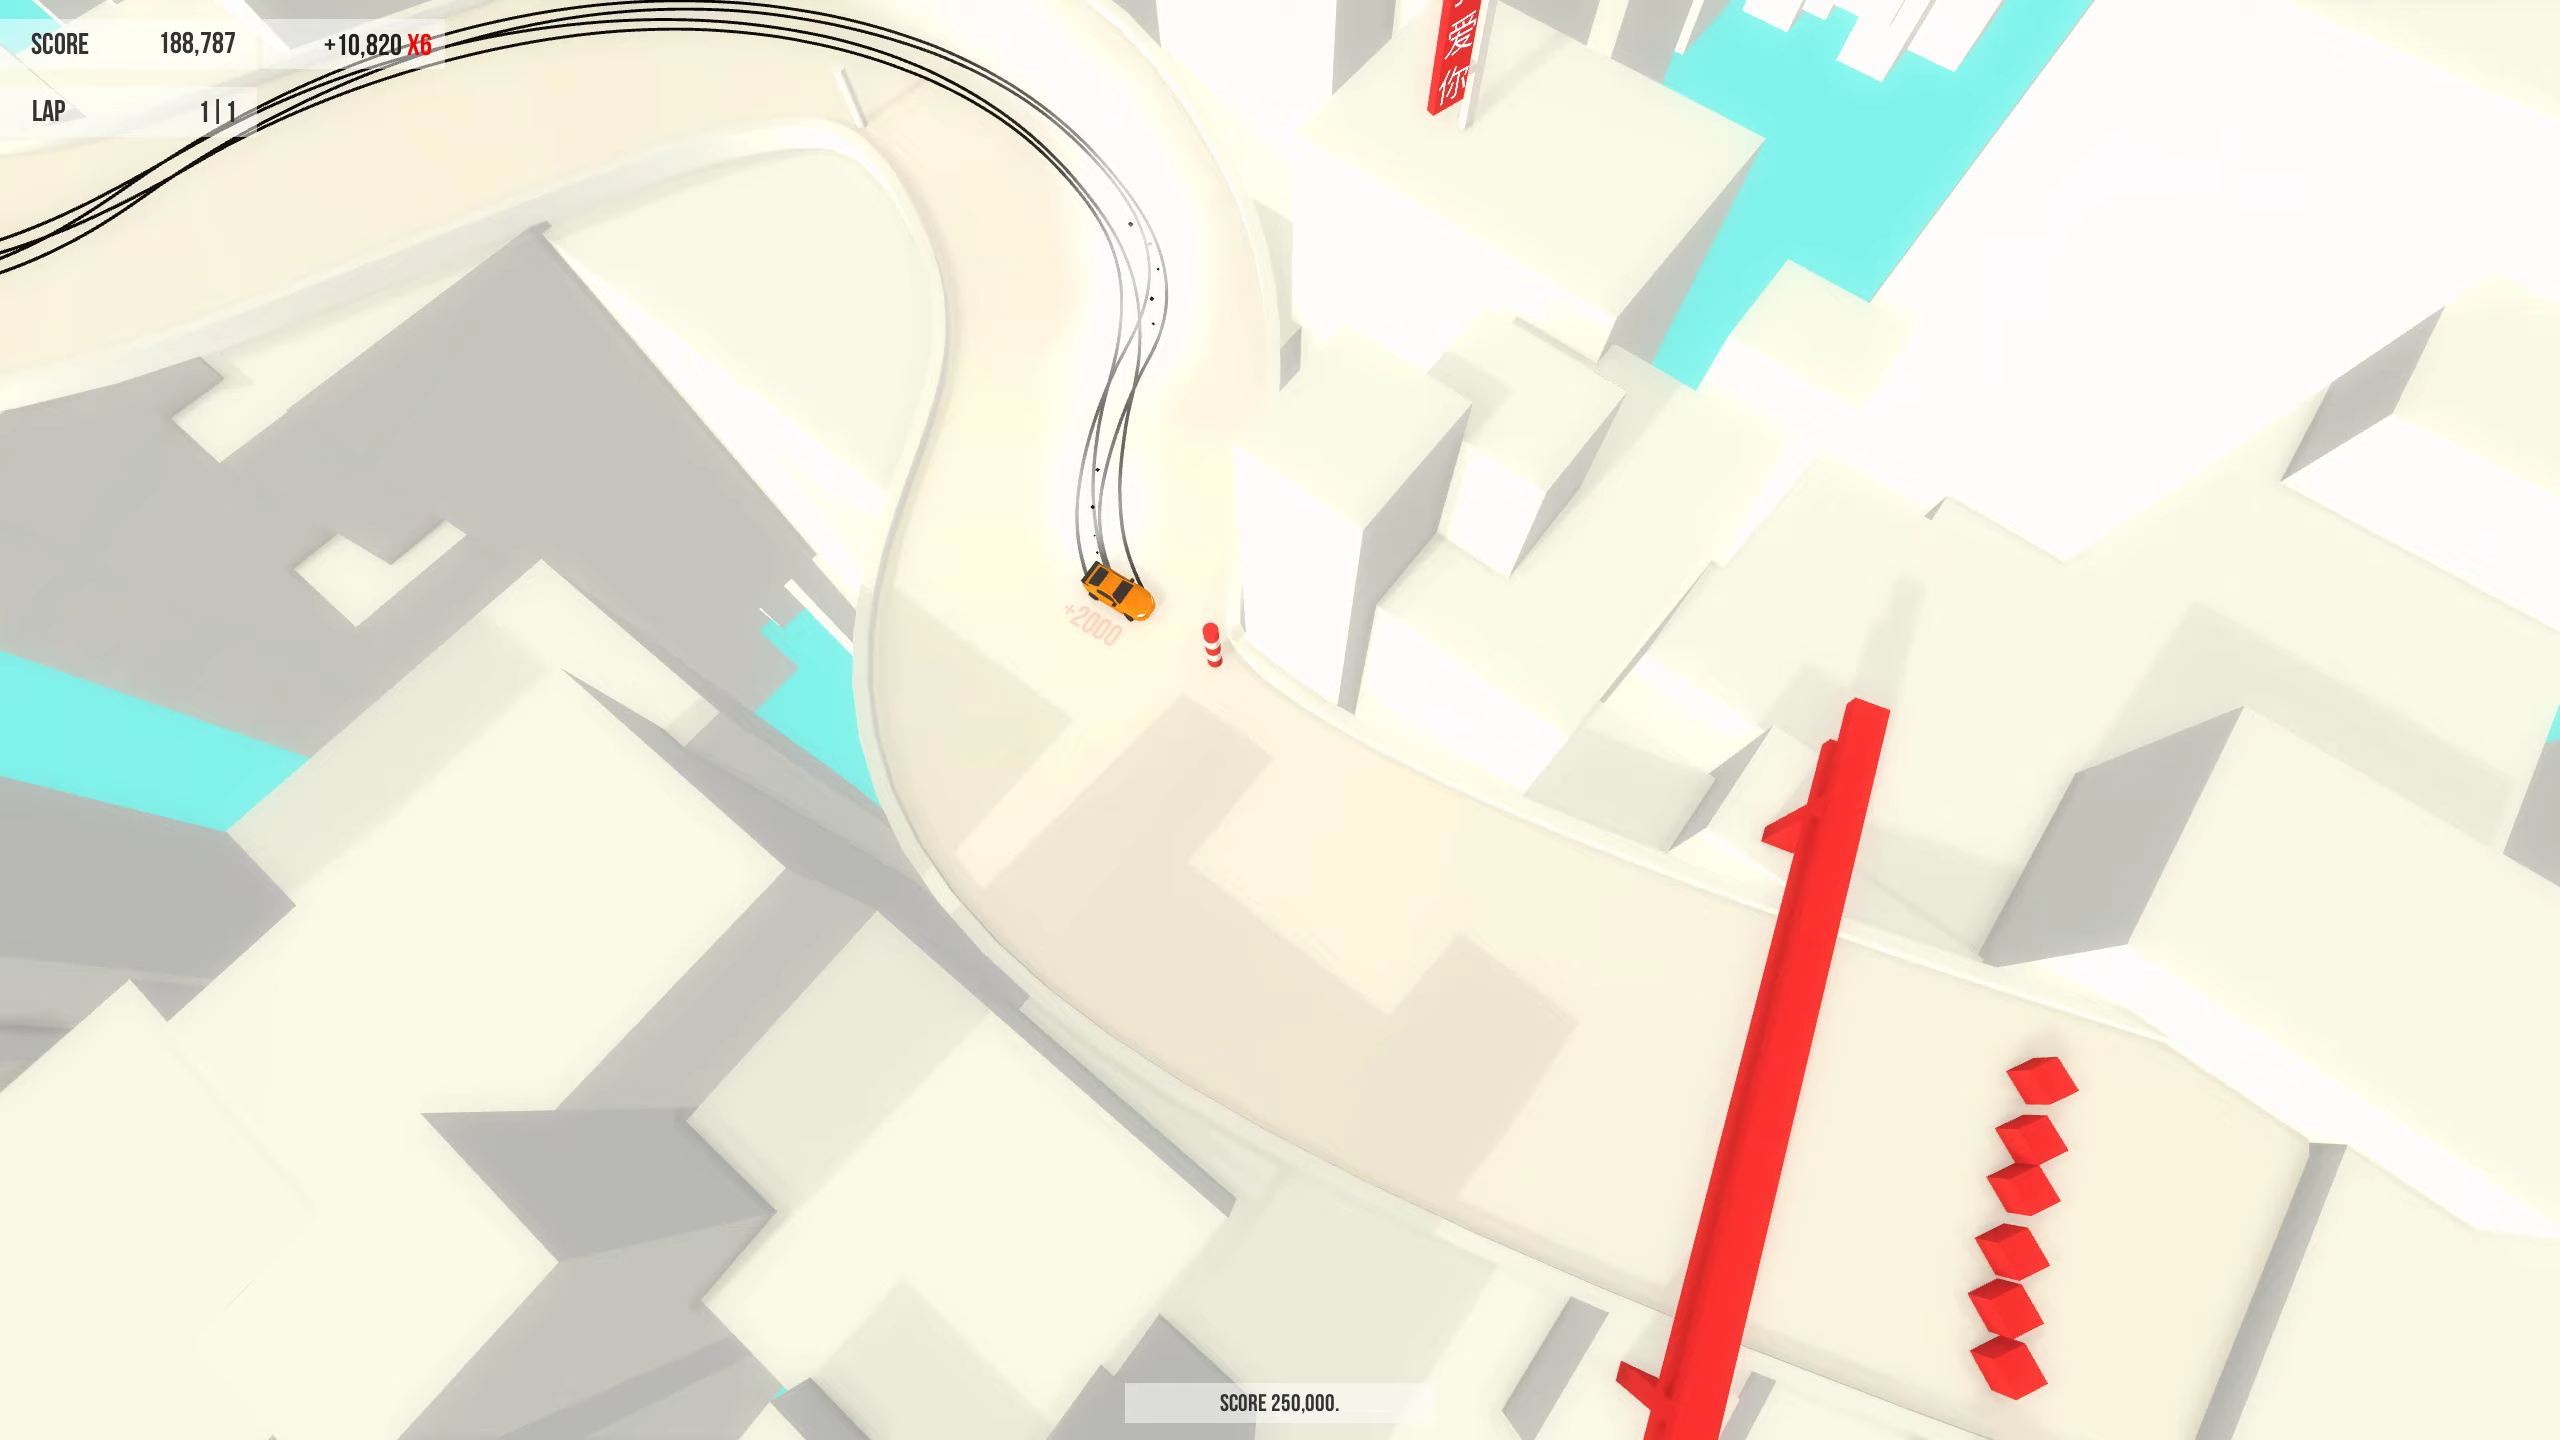 SCORE 188,787 +10,820 X6
LAP 1|1
爱
你
+2000
SCORE 250,000.